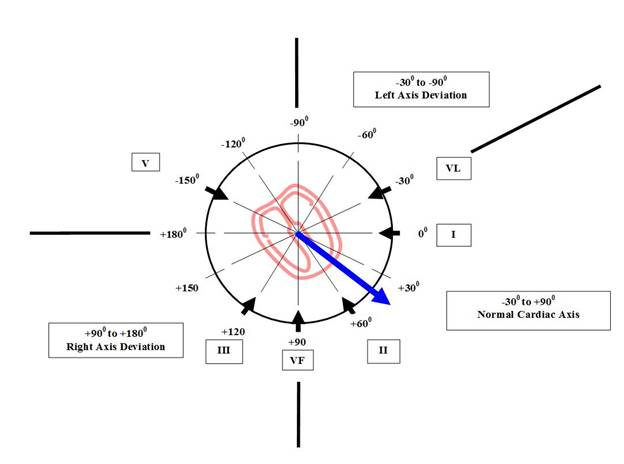 -30⁰ to -90⁰
Left Axis Deviation
-90⁰
-120⁰
-60⁰
V
VL
-150⁰
-30⁰
+180⁰
0⁰
I
+150
+30⁰
-30⁰ to +90⁰
Normal Cardiac Axis
+90⁰ to +180⁰
Right Axis Deviation
+120
+60⁰
+90
III
VF
II